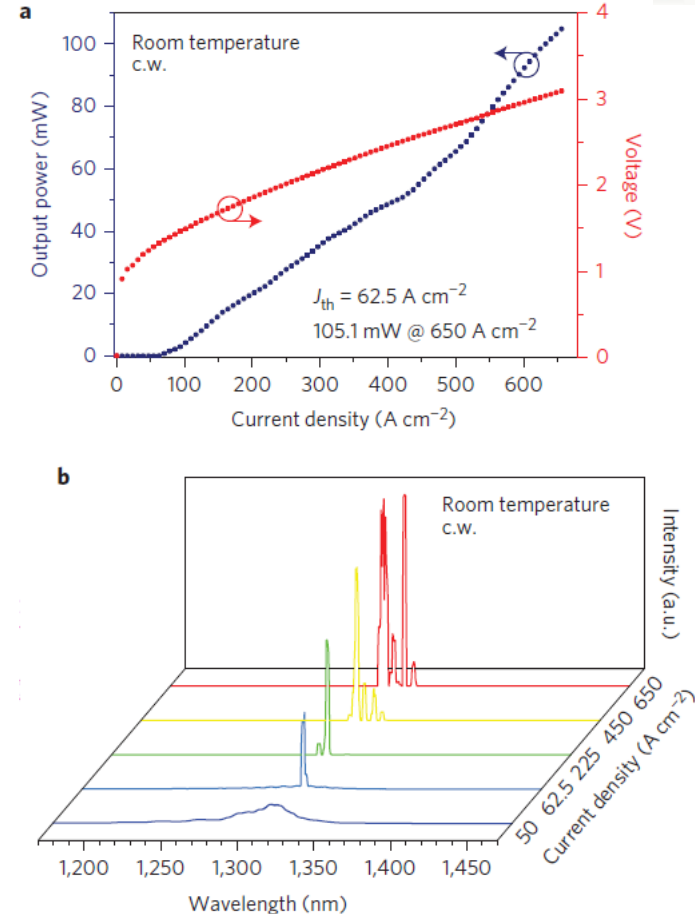 a
Room temperature
c.w.
Output power (mW)
100
80
60
40
20
0
4
3
2
1
0
Voltage (V)
J_th = 62.5 A cm⁻²
105.1 mW @ 650 A cm⁻²
0 100 200 300 400 500 600
Current density (A cm⁻²)
b
Room temperature
c.w.
Intensity (a.u.)
50 62.5 225 450 650
Current density (A cm⁻²)
1,200 1,250 1,300 1,350 1,400 1,450
Wavelength (nm)